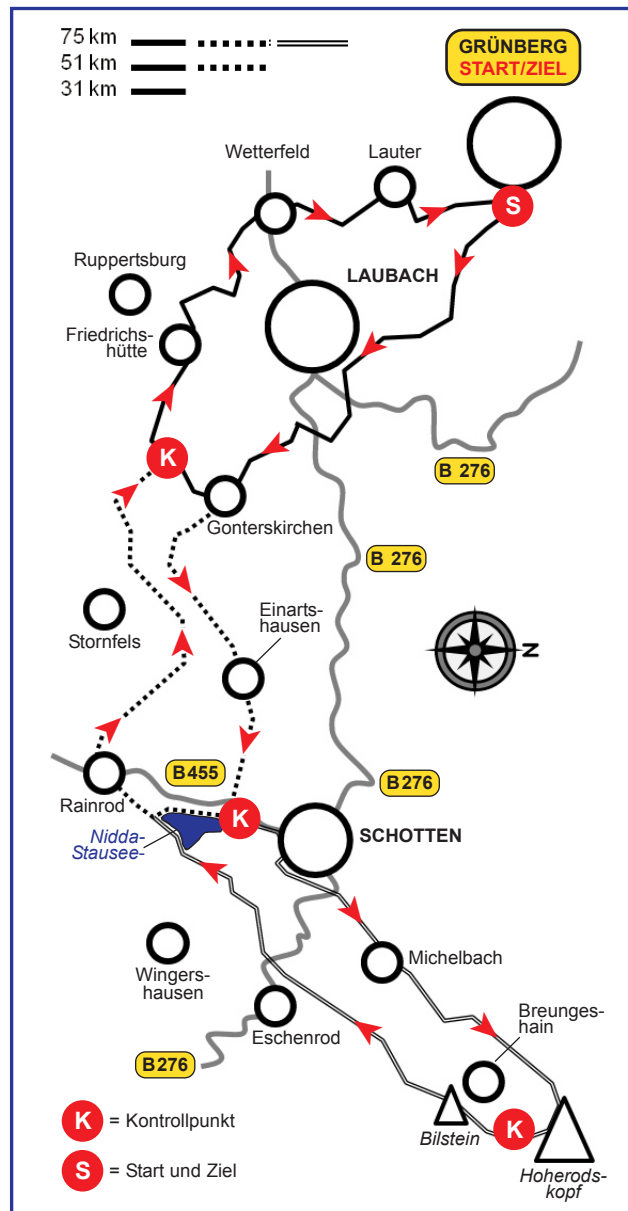 75 km
51 km
31 km
GRÜNBERG
START/ZIEL
Wetterfeld
Lauter
S
Ruppertsburg
LAUBACH
Friedrichs-
hütte
K
B 276
Gonterskirchen
B 276
Einarts-
hausen
Stornfels
N
B455
B276
Rainrod
K
Nidda-
Stausee-
SCHOTTEN
Wingers-
hausen
Michelbach
Breunges-
hain
Eschenrod
B276
K
= Kontrollpunkt
K
Bilstein
Hoherods-
kopf
S
= Start und Ziel